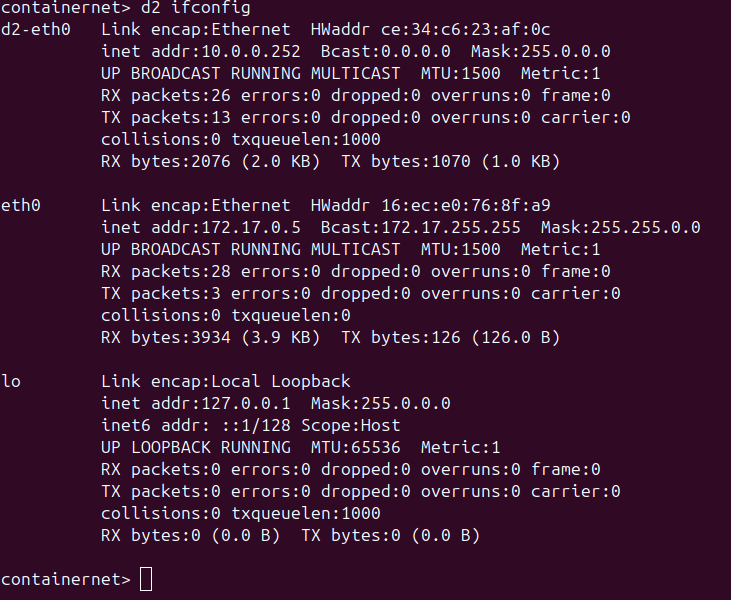 containernet> d2 ifconfig
d2-eth0   Link encap:Ethernet  HWaddr ce:34:c6:23:af:0c
          inet addr:10.0.0.252  Bcast:0.0.0.0  Mask:255.0.0.0
          UP BROADCAST RUNNING MULTICAST  MTU:1500  Metric:1
          RX packets:26 errors:0 dropped:0 overruns:0 frame:0
          TX packets:13 errors:0 dropped:0 overruns:0 carrier:0
          collisions:0 txqueuelen:1000
          RX bytes:2076 (2.0 KB)  TX bytes:1070 (1.0 KB)

eth0      Link encap:Ethernet  HWaddr 16:ec:e0:76:8f:a9
          inet addr:172.17.0.5  Bcast:172.17.255.255  Mask:255.255.0.0
          UP BROADCAST RUNNING MULTICAST  MTU:1500  Metric:1
          RX packets:28 errors:0 dropped:0 overruns:0 frame:0
          TX packets:3 errors:0 dropped:0 overruns:0 carrier:0
          collisions:0 txqueuelen:0
          RX bytes:3934 (3.9 KB)  TX bytes:126 (126.0 B)

lo        Link encap:Local Loopback
          inet addr:127.0.0.1  Mask:255.0.0.0
          inet6 addr: ::1/128 Scope:Host
          UP LOOPBACK RUNNING  MTU:65536  Metric:1
          RX packets:0 errors:0 dropped:0 overruns:0 frame:0
          TX packets:0 errors:0 dropped:0 overruns:0 carrier:0
          collisions:0 txqueuelen:1000
          RX bytes:0 (0.0 B)  TX bytes:0 (0.0 B)

containernet>